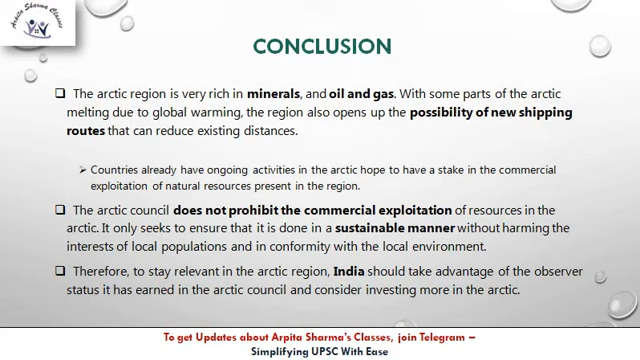 Arpita Sharma Classes
CONCLUSION
The arctic region is very rich in minerals, and oil and gas. With some parts of the arctic
melting due to global warming, the region also opens up the possibility of new shipping
routes that can reduce existing distances.
Countries already have ongoing activities in the arctic hope to have a stake in the commercial
exploitation of natural resources present in the region.
The arctic council does not prohibit the commercial exploitation of resources in the
arctic. It only seeks to ensure that it is done in a sustainable manner without harming the
interests of local populations and in conformity with the local environment.
Therefore, to stay relevant in the arctic region, India should take advantage of the observer
status it has earned in the arctic council and consider investing more in the arctic.
To get Updates about Arpita Sharma's Classes, join Telegram –
Simplifying UPSC With Ease